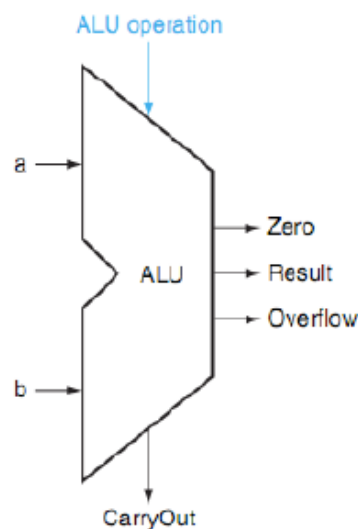 ALU operation
a
Zero
ALU
Result
Overflow
b
CarryOut